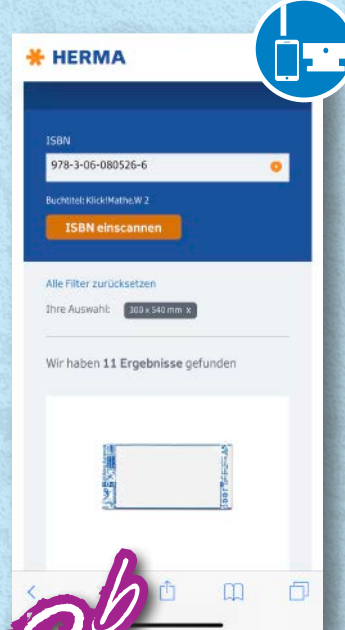 HERMA
ISBN
978-3-06-080526-6
Buchtitel: Klick!Mathe.W 2
ISBN einscannen
Alle Filter zurücksetzen
Ihre Auswahl: 309 x 540 mm x
Wir haben 11 Ergebnisse gefunden